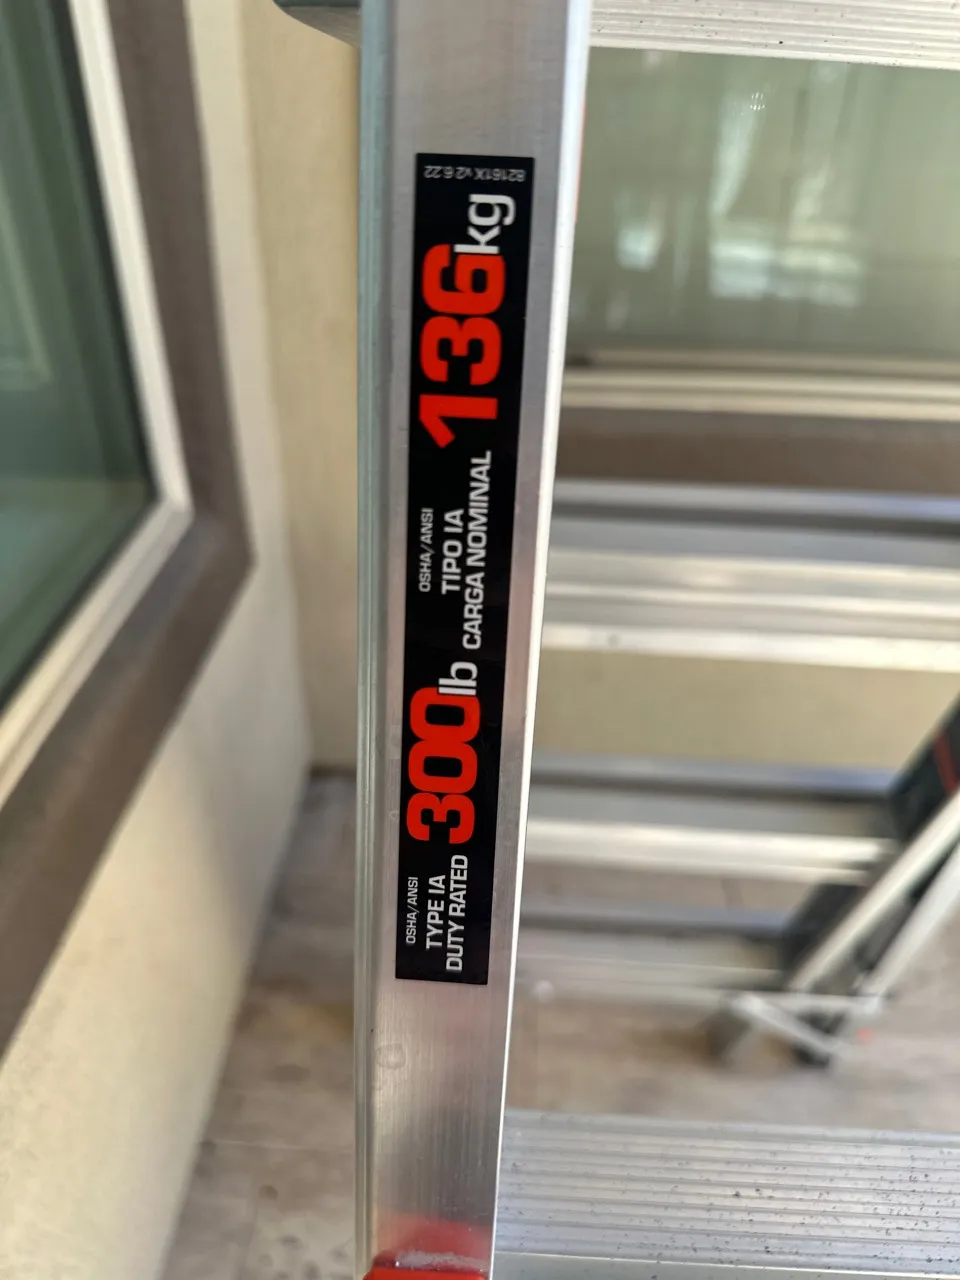 OSHA/ANSI
TYPE IA
DUTY RATED
300lb
OSHA/ANSI
TIPO IA
CARGA NOMINAL
136kg
82161X v2 6.22